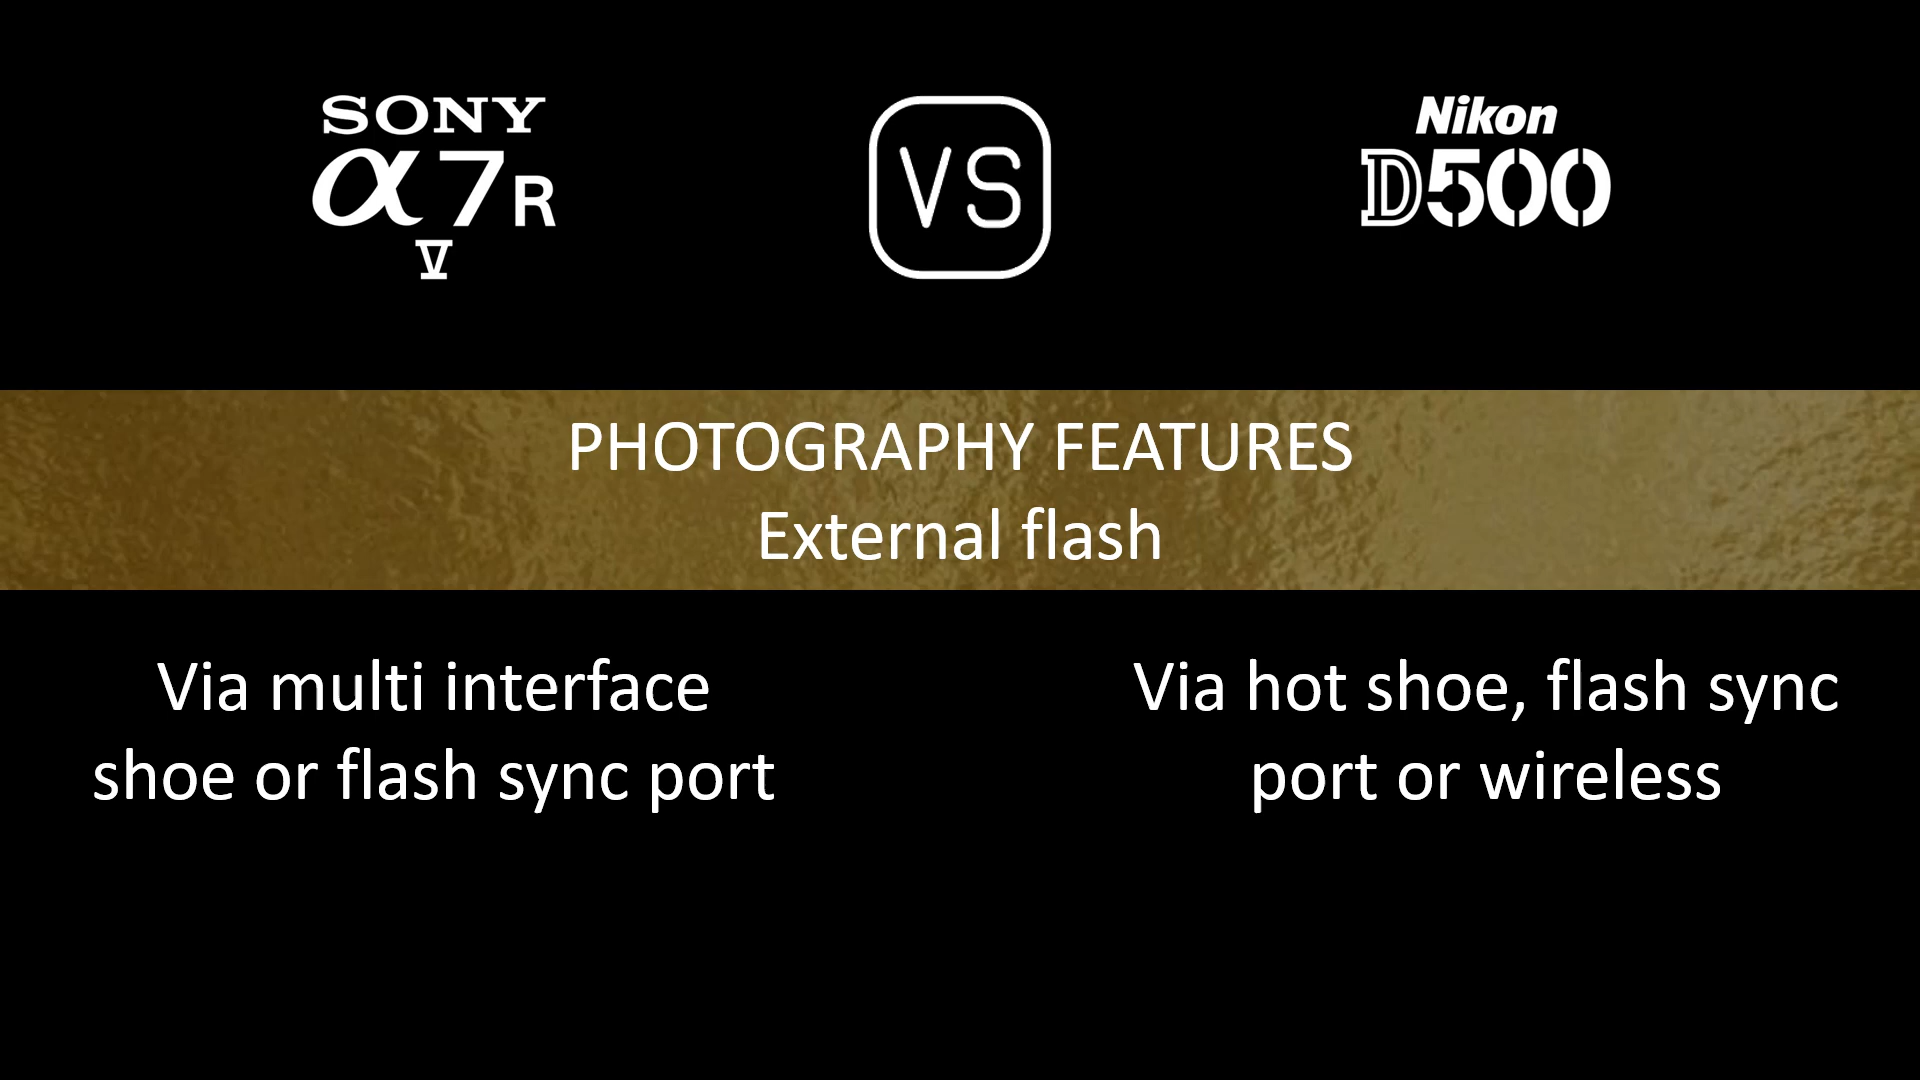 SONY
α7R
V
VS
Nikon
D500
PHOTOGRAPHY FEATURES
External flash
Via multi interface
shoe or flash sync port
Via hot shoe, flash sync
port or wireless